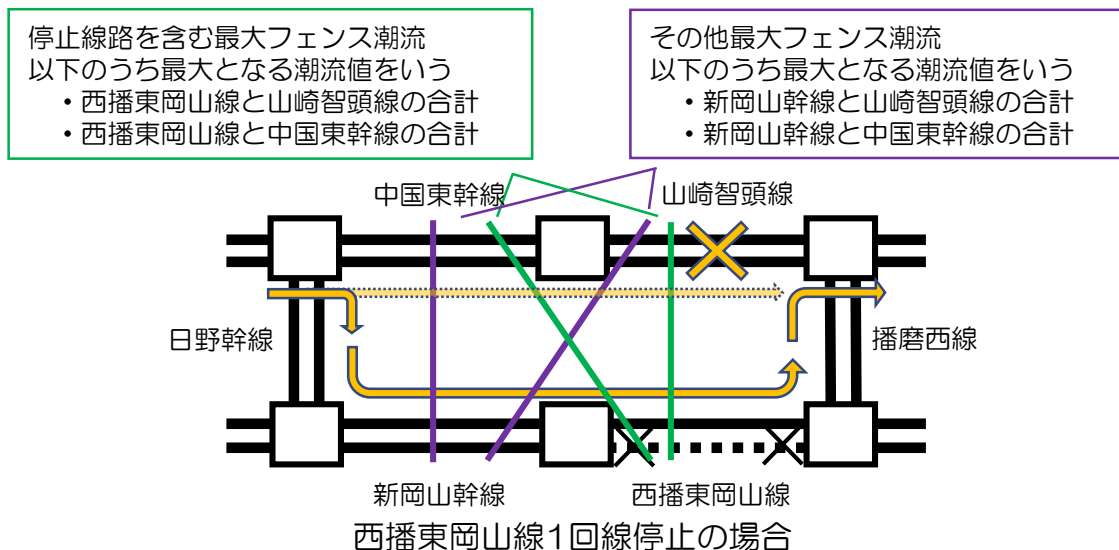 停止線路を含む最大フェンス潮流
以下のうち最大となる潮流値をいう
・西播東岡山線と山崎智頭線の合計
・西播東岡山線と中国東幹線の合計
その他最大フェンス潮流
以下のうち最大となる潮流値をいう
・新岡山幹線と山崎智頭線の合計
・新岡山幹線と中国東幹線の合計
中国東幹線
山崎智頭線
日野幹線
播磨西線
新岡山幹線
西播東岡山線
西播東岡山線1回線停止の場合